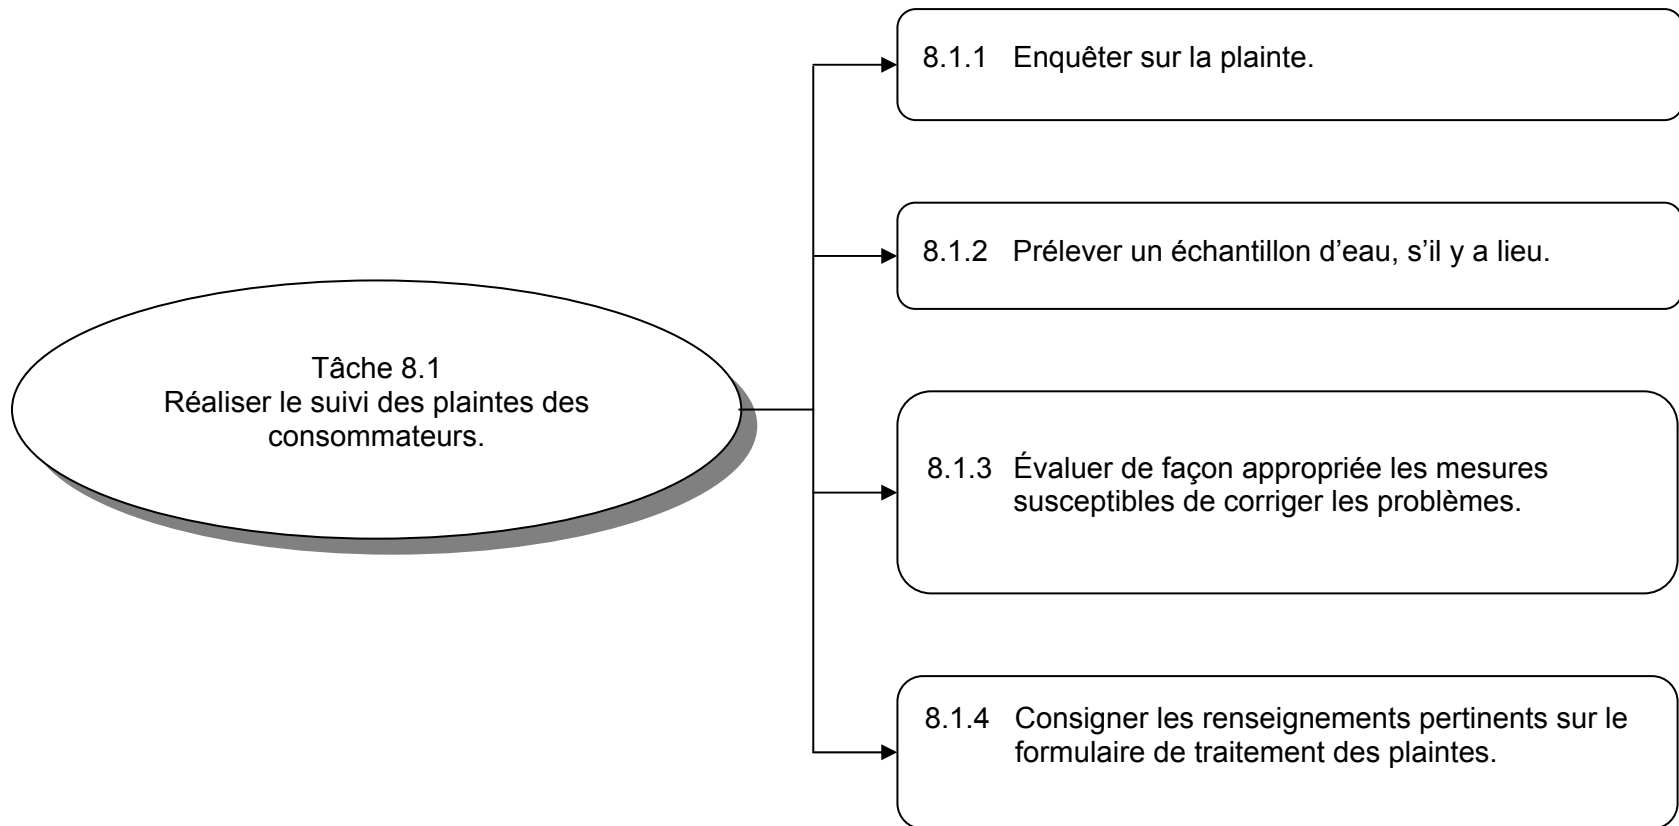 Tâche 8.1
Réaliser le suivi des plaintes des
consommateurs.
8.1.1 Enquêter sur la plainte.
8.1.2 Prélever un échantillon d’eau, s’il y a lieu.
8.1.3 Évaluer de façon appropriée les mesures
susceptibles de corriger les problèmes.
8.1.4 Consigner les renseignements pertinents sur le
formulaire de traitement des plaintes.